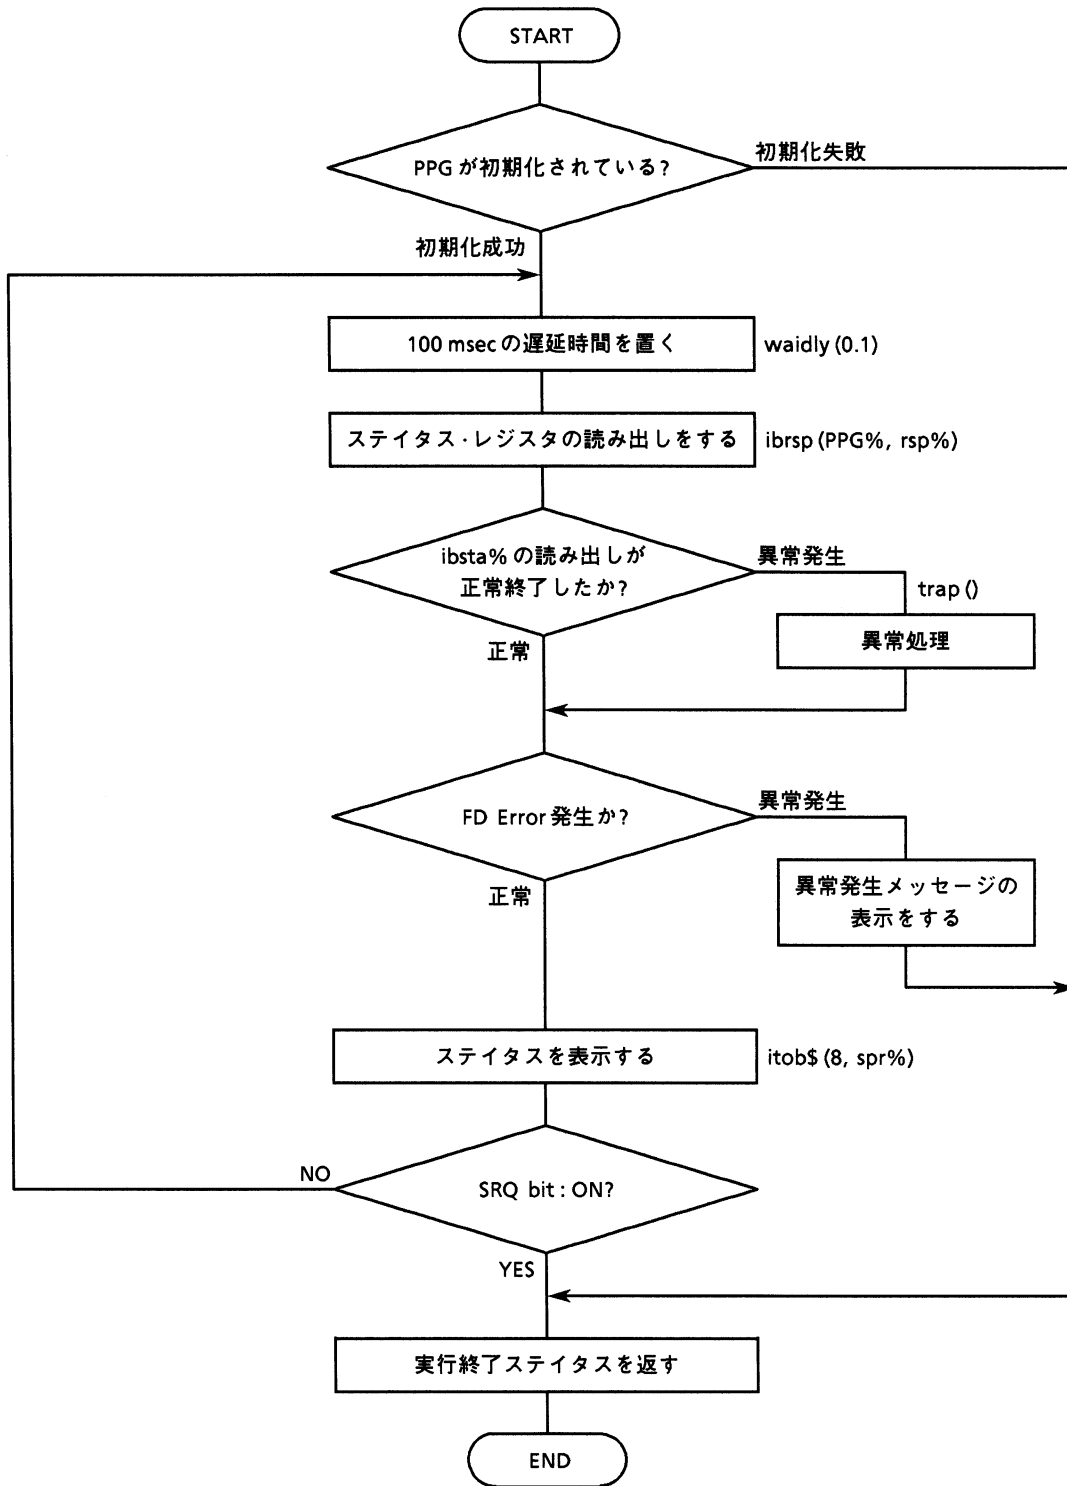 START
PPGが初期化されている?
初期化失敗
初期化成功
100 msecの遅延時間を置く
waidly (0.1)
ステイタス・レジスタの読み出しをする
ibrsp (PPG%, rsp%)
ibsta% の読み出しが
正常終了したか?
異常発生
trap ()
異常処理
正常
FD Error 発生か?
異常発生
異常発生メッセージの
表示をする
正常
ステイタスを表示する
itob$ (8, spr%)
SRQ bit : ON?
NO
YES
実行終了ステイタスを返す
END